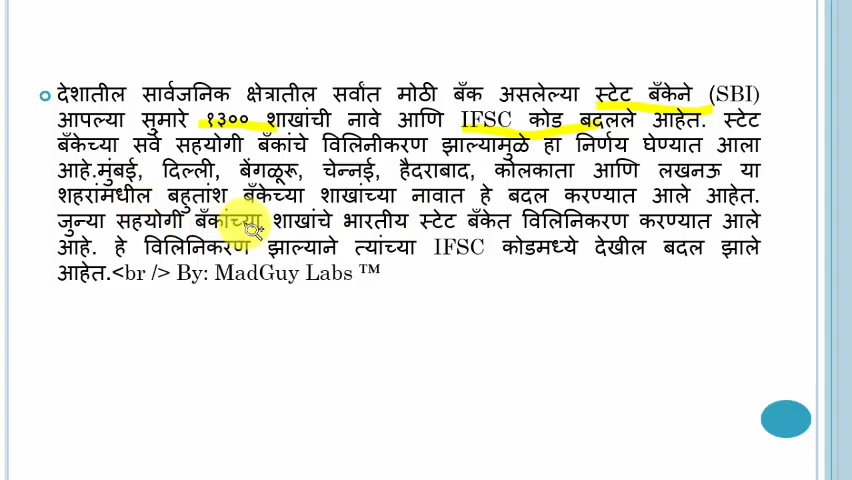 देशातील सार्वजनिक क्षेत्रातील सर्वात मोठी बँक असलेल्या स्टेट बँकेने (SBI)
आपल्या सुमारे १३०० शाखांची नावे आणि IFSC कोड बदलले आहेत. स्टेट
बँकेच्या सर्व सहयोगी बँकांचे विलिनीकरण झाल्यामुळे हा निर्णय घेण्यात आला
आहे.मुंबई, दिल्ली, बेंगळूरू, चेन्नई, हैदराबाद, कोलकाता आणि लखनऊ या
शहरांमधील बहुतांश बँकेच्या शाखांच्या नावात हे बदल करण्यात आले आहेत.
जुन्या सहयोगी बँकांच्या शाखांचे भारतीय स्टेट बँकेत विलिनिकरण करण्यात आले
आहे. हे विलिनिकरण झाल्याने त्यांच्या IFSC कोडमध्ये देखील बदल झाले
आहेत.<br /> By: MadGuy Labs ™